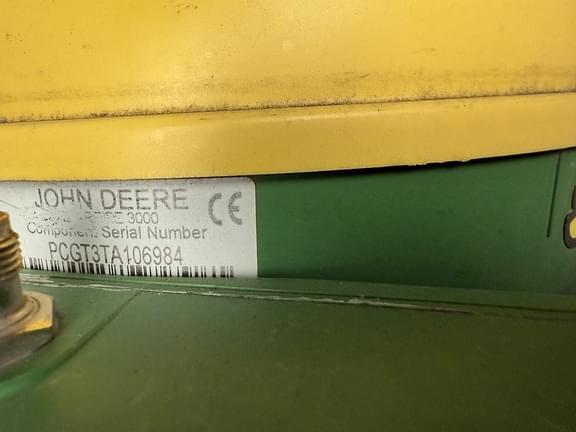 JOHN DEERE
3000
Component Serial Number
PCGT3TA106984
CE